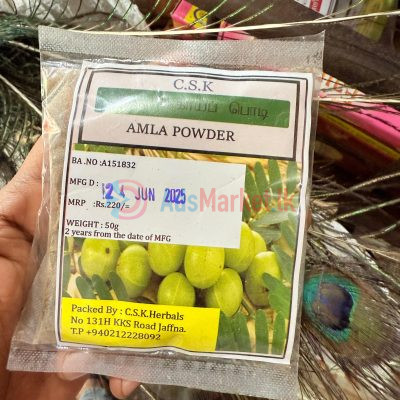 C.S.K
பொடி
AMLA POWDER
BA.NO :A151832
MFG D : 24 JUN 2025
MRP :Rs.220/=
WEIGHT : 50g
2 years from the date of MFG
Packed By : C.S.K.Herbals
No 131H KKS Road Jaffna.
T.P +940212228092
AdsMarket.lk